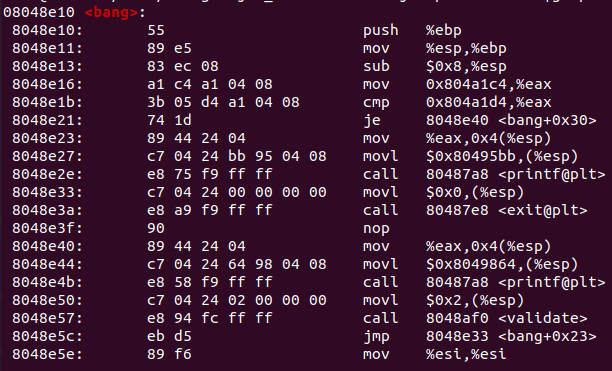 08048e10 <bang>:
8048e10: 55 push %ebp
8048e11: 89 e5 mov %esp,%ebp
8048e13: 83 ec 08 sub $0x8,%esp
8048e16: a1 c4 a1 04 08 mov 0x804a1c4,%eax
8048e1b: 3b 05 d4 a1 04 08 cmp 0x804a1d4,%eax
8048e21: 74 1d je 8048e40 <bang+0x30>
8048e23: 89 44 24 04 mov %eax,0x4(%esp)
8048e27: c7 04 24 bb 95 04 08 movl $0x80495bb,(%esp)
8048e2e: e8 75 f9 ff ff call 80487a8 <printf@plt>
8048e33: c7 04 24 00 00 00 00 movl $0x0,(%esp)
8048e3a: e8 a9 f9 ff ff call 80487e8 <exit@plt>
8048e3f: 90 nop
8048e40: 89 44 24 04 mov %eax,0x4(%esp)
8048e44: c7 04 24 64 98 04 08 movl $0x8049864,(%esp)
8048e4b: e8 58 f9 ff ff call 80487a8 <printf@plt>
8048e50: c7 04 24 02 00 00 00 movl $0x2,(%esp)
8048e57: e8 94 fc ff ff call 8048af0 <validate>
8048e5c: eb d5 jmp 8048e33 <bang+0x23>
8048e5e: 89 f6 mov %esi,%esi